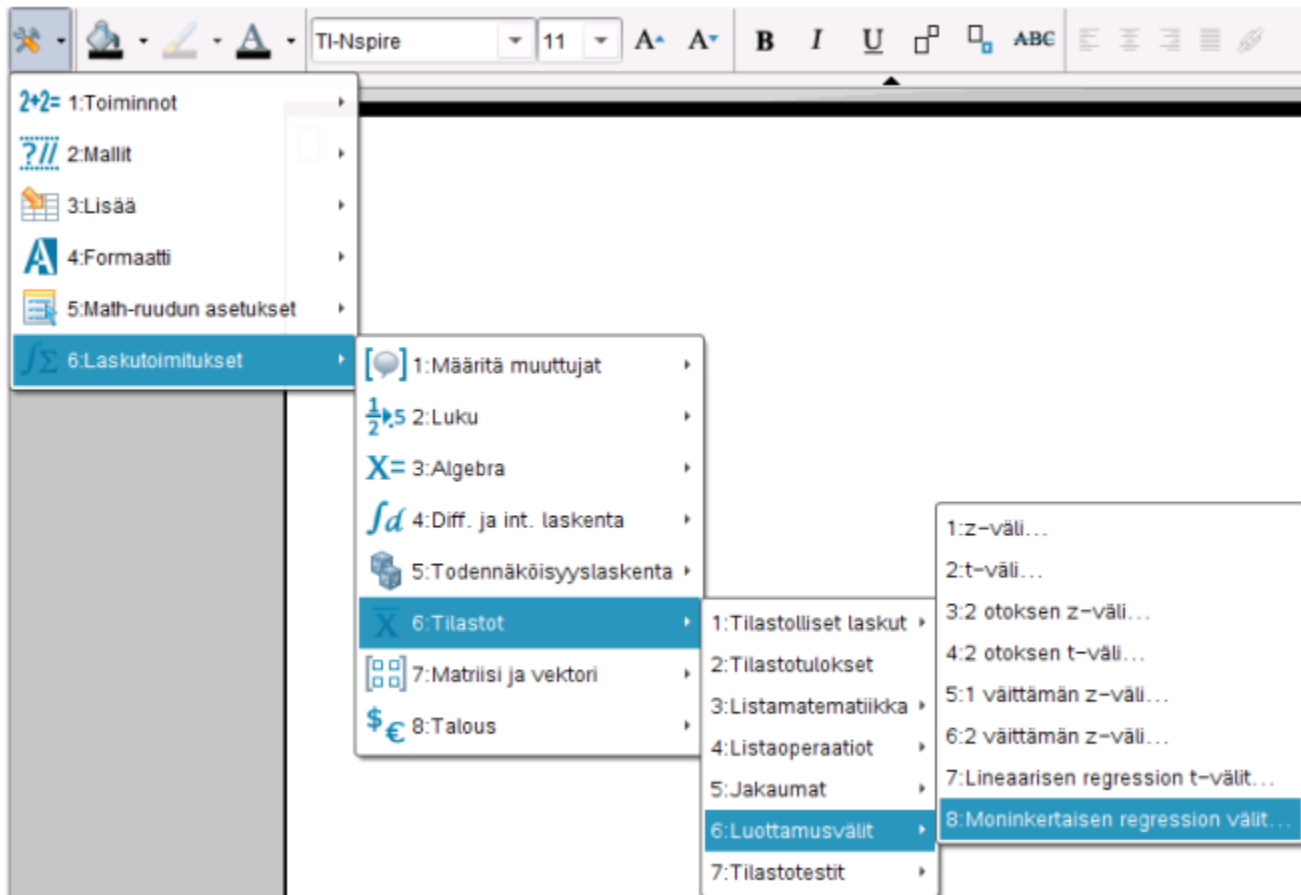 TI-Nspire 11 A A B I U ABC
2+2= 1:Toiminnot
?// 2:Mallit
3:Lisää
A 4:Formaatti
5:Math-ruudun asetukset
∫Σ 6:Laskutoimitukset
1:Määritä muuttujat
1/2▸.5 2:Luku
X= 3:Algebra
∫d 4:Diff. ja int. laskenta
5:Todennäköisyyslaskenta
X̅ 6:Tilastot
7:Matriisi ja vektori
$€ 8:Talous
1:Tilastolliset laskut
2:Tilastotulokset
3:Listamatematiikka
4:Listaoperaatiot
5:Jakaumat
6:Luottamusvälit
7:Tilastotestit
1:z-väli...
2:t-väli...
3:2 otoksen z-väli...
4:2 otoksen t-väli...
5:1 väittämän z-väli...
6:2 väittämän z-väli...
7:Lineaarisen regression t-välit...
8:Moninkertaisen regression välit...